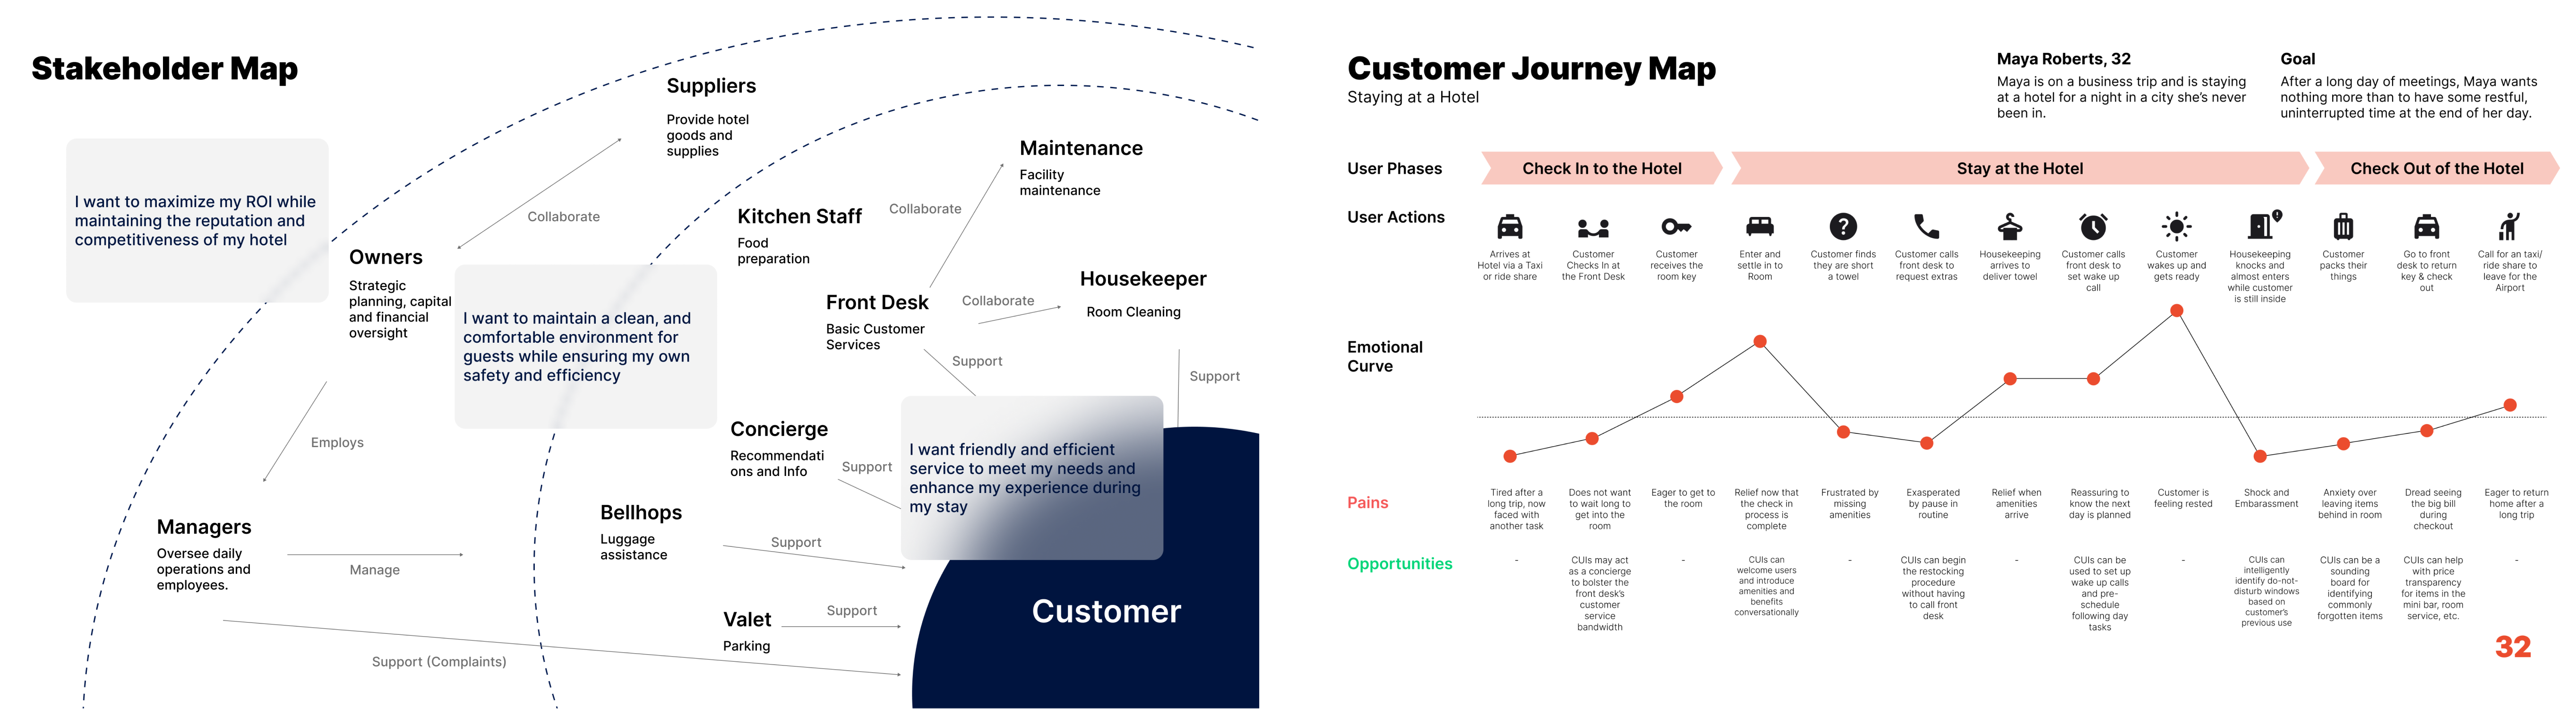 Stakeholder Map
I want to maximize my ROI while
maintaining the reputation and
competitiveness of my hotel
Suppliers
Provide hotel
goods and
supplies
Collaborate
Owners
Strategic
planning, capital
and financial
oversight
Employs
Managers
Oversee daily
operations and
employees.
Manage
Support (Complaints)
I want to maintain a clean, and
comfortable environment for
guests while ensuring my own
safety and efficiency
Maintenance
Facility
maintenance
Kitchen Staff
Food
preparation
Collaborate
Housekeeper
Room Cleaning
Front Desk
Basic Customer
Services
Collaborate
Support
Support
Concierge
Recommendati
ons and Info
Support
I want friendly and efficient
service to meet my needs and
enhance my experience during
my stay
Bellhops
Luggage
assistance
Support
Valet
Parking
Support
Customer
Customer Journey Map
Staying at a Hotel
Maya Roberts, 32
Maya is on a business trip and is staying
at a hotel for a night in a city she’s never
been in.
Goal
After a long day of meetings, Maya wants
nothing more than to have some restful,
uninterrupted time at the end of her day.
User Phases
Check In to the Hotel
Stay at the Hotel
Check Out of the Hotel
User Actions
Arrives at
Hotel via a Taxi
or ride share
Customer
Checks In at
the Front Desk
Customer
receives the
room key
Enter and
settle in to
Room
Customer finds
they are short
a towel
Customer calls
front desk to
request extras
Housekeeping
arrives to
deliver towel
Customer calls
front desk to
set wake up
call
Customer
wakes up and
gets ready
Housekeeping
knocks and
almost enters
while customer
is still inside
Customer
packs their
things
Go to front
desk to return
key & check
out
Call for an taxi/
ride share to
leave for the
Airport
Emotional
Curve
Pains
Tired after a
long trip, now
faced with
another task
Does not want
to wait long to
get into the
room
Eager to get to
the room
Relief now that
the check in
process is
complete
Frustrated by
missing
amenities
Exasperated
by pause in
routine
Relief when
amenities
arrive
Reassuring to
know the next
day is planned
Customer is
feeling rested
Shock and
Embarassment
Anxiety over
leaving items
behind in room
Dread seeing
the big bill
during
checkout
Eager to return
home after a
long trip
Opportunities
-
CUIs may act
as a concierge
to bolster the
front desk’s
customer
service
bandwidth
-
CUIs can
welcome users
and introduce
amenities and
benefits
conversationally
-
CUIs can begin
the restocking
procedure
without having
to call front
desk
-
CUIs can be
used to set up
wake up calls
and pre-
schedule
following day
tasks
-
CUIs can
intelligently
identify do-not-
disturb windows
based on
customer’s
previous use
CUIs can be a
sounding
board for
identifying
commonly
forgotten items
CUIs can help
with price
transparency
for items in the
mini bar, room
service, etc.
-
32